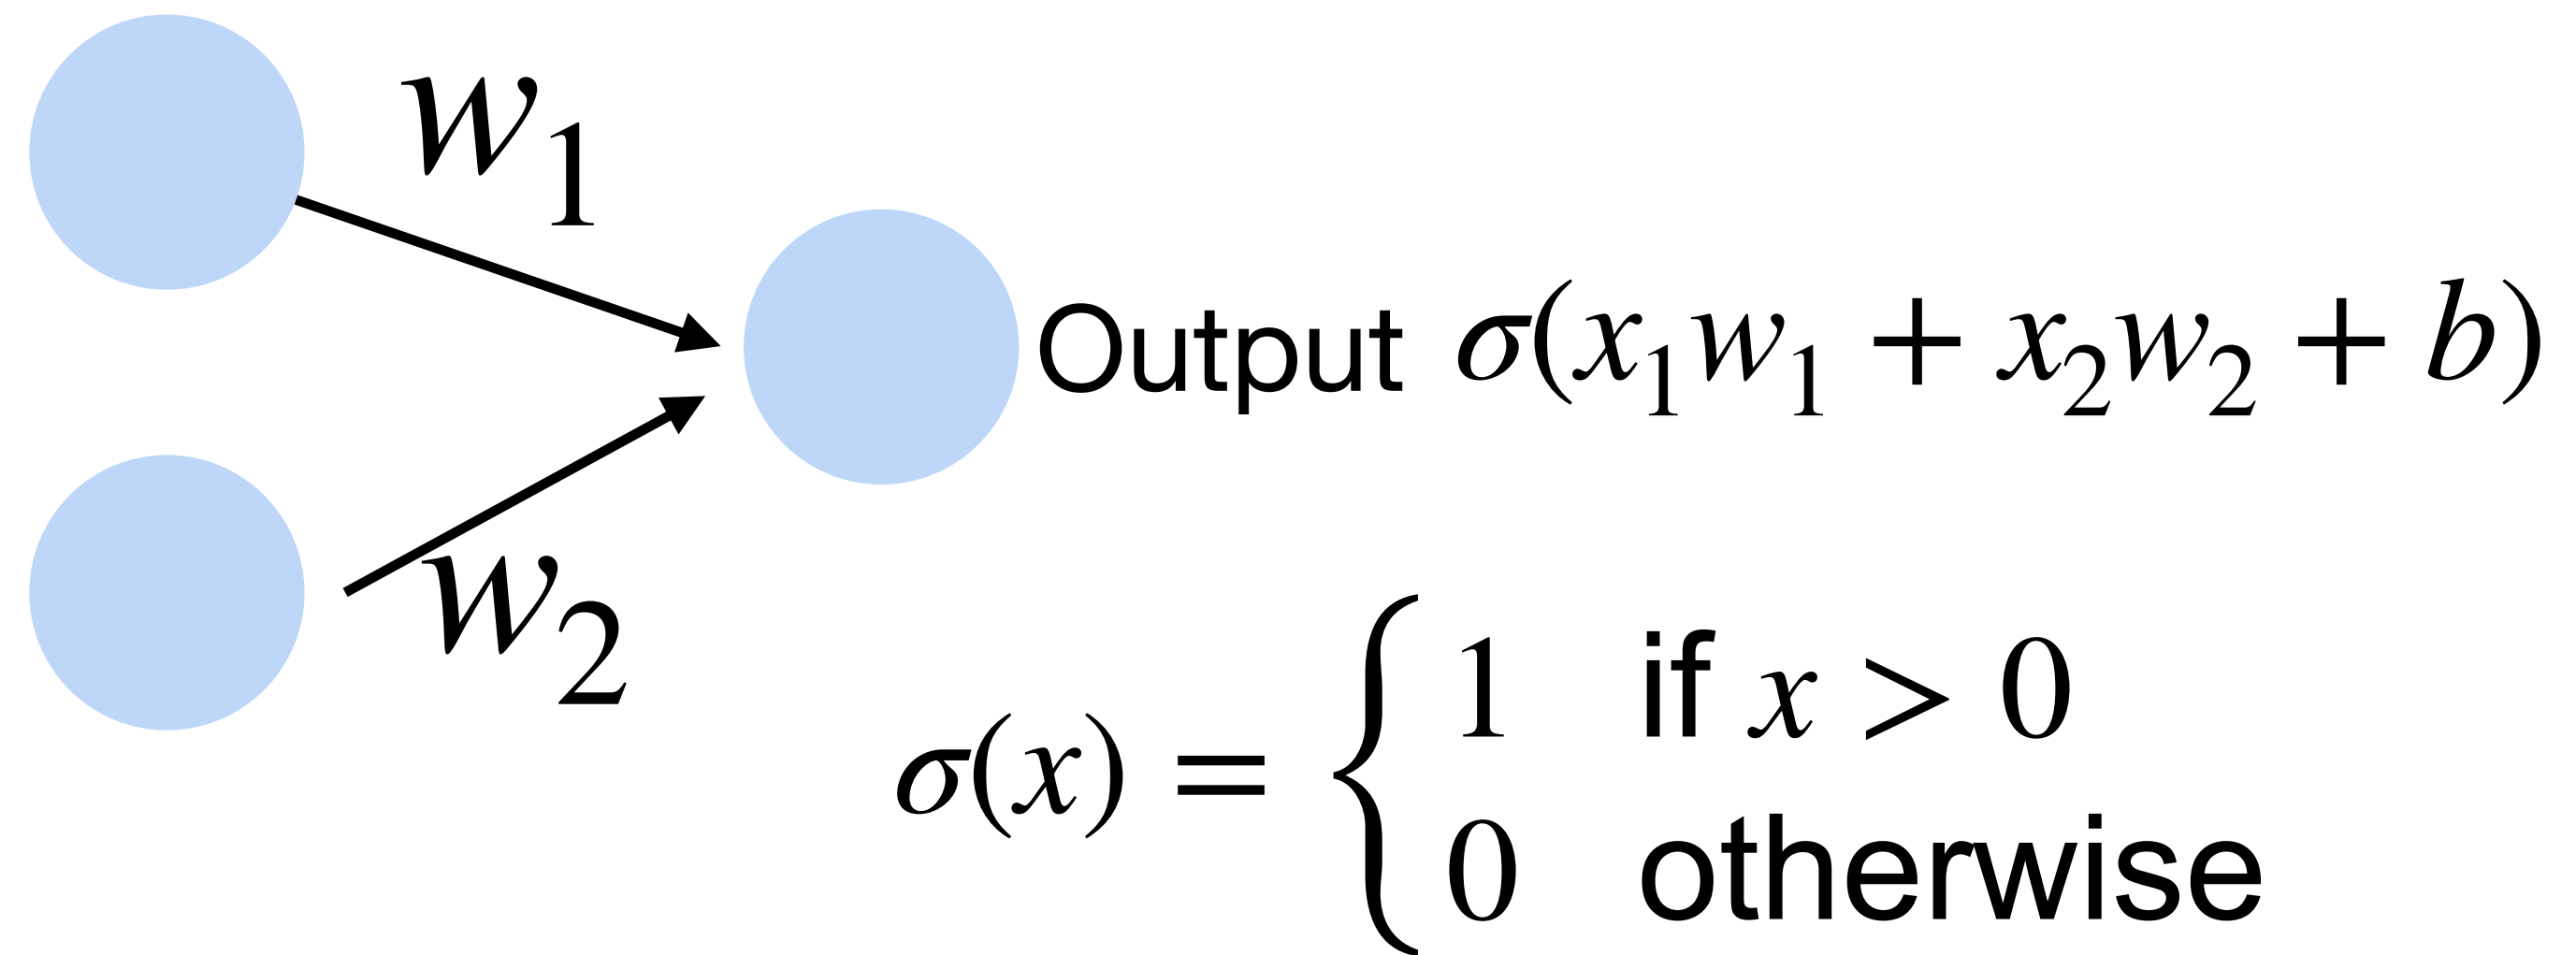 w₁
Output σ(x₁w₁ + x₂w₂ + b)
w₂
σ(x) = { 1 if x > 0
0 otherwise